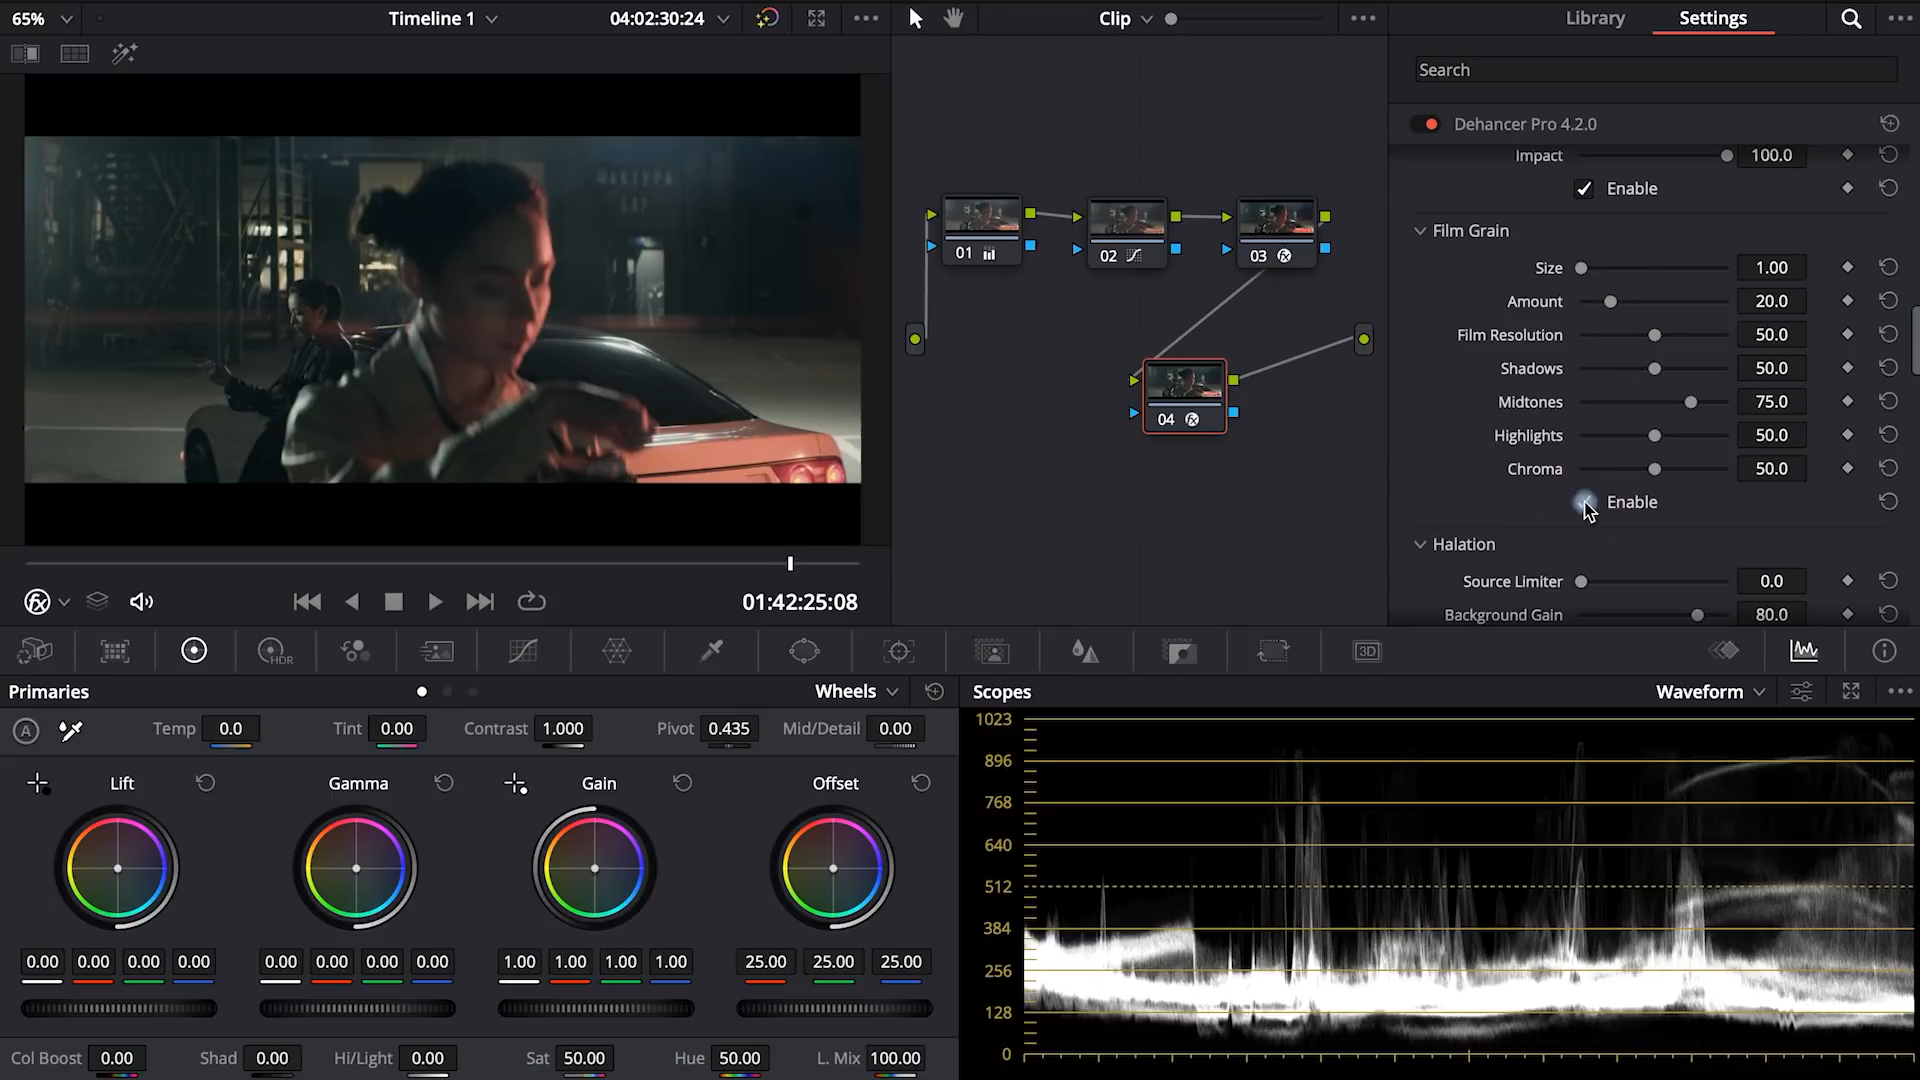 65%
Timeline 1
04:02:30:24
Clip
Library
Settings
Search
Dehancer Pro 4.2.0
Impact 100.0
Enable
Film Grain
Size 1.00
Amount 20.0
Film Resolution 50.0
Shadows 50.0
Midtones 75.0
Highlights 50.0
Chroma 50.0
Enable
Halation
Source Limiter 0.0
Background Gain 80.0
01
02
03
04
01:42:25:08
HDR
3D
Primaries
Wheels
Temp 0.0
Tint 0.00
Contrast 1.000
Pivot 0.435
Mid/Detail 0.00
A
Lift
Gamma
Gain
Offset
0.00 0.00 0.00 0.00
0.00 0.00 0.00 0.00
1.00 1.00 1.00 1.00
25.00 25.00 25.00
Col Boost 0.00
Shad 0.00
Hi/Light 0.00
Sat 50.00
Hue 50.00
L. Mix 100.00
Scopes
Waveform
1023
896
768
640
512
384
256
128
0